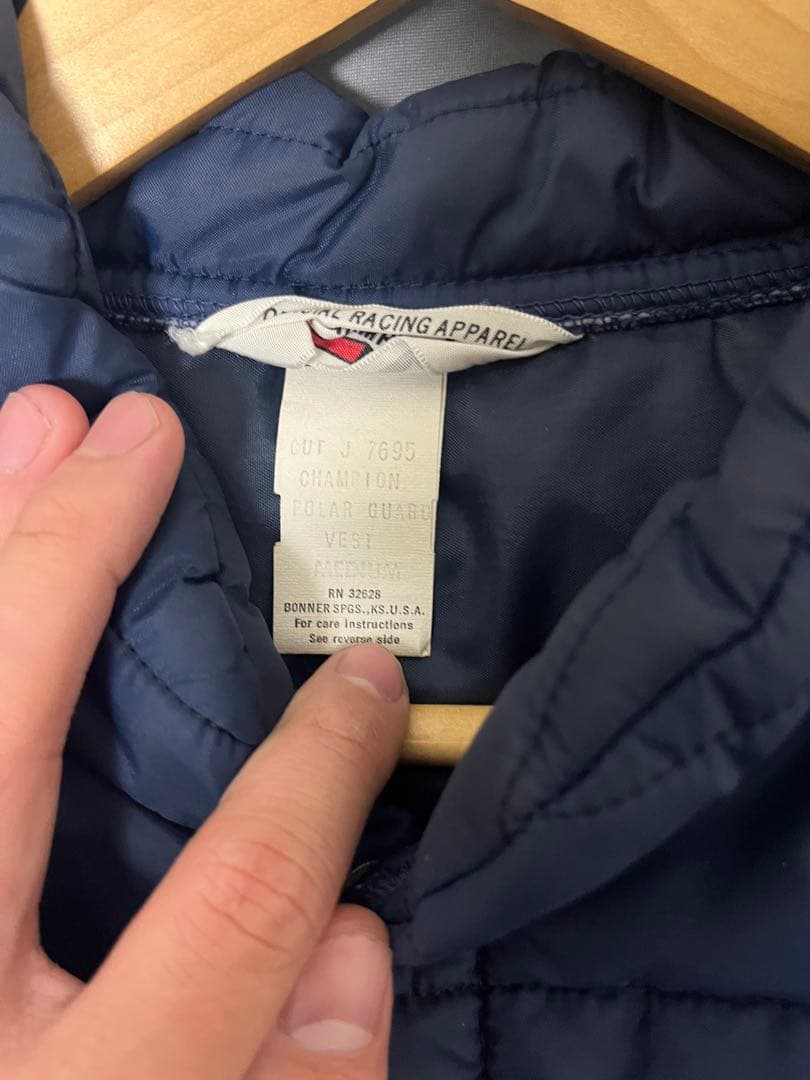 RACING APPAREL
CUT J 7695
CHAMPION
POLAR GUARD
VEST
MEDIUM
RN 32628
BONNER SPGS., KS. U.S.A.
For care instructions
See reverse side